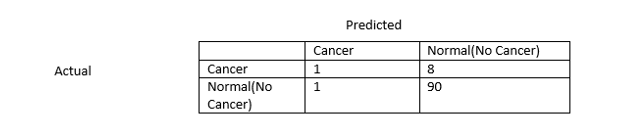 Predicted
Cancer Normal(No Cancer)
Actual
Cancer 1 8
Normal(No 1 90
Cancer)